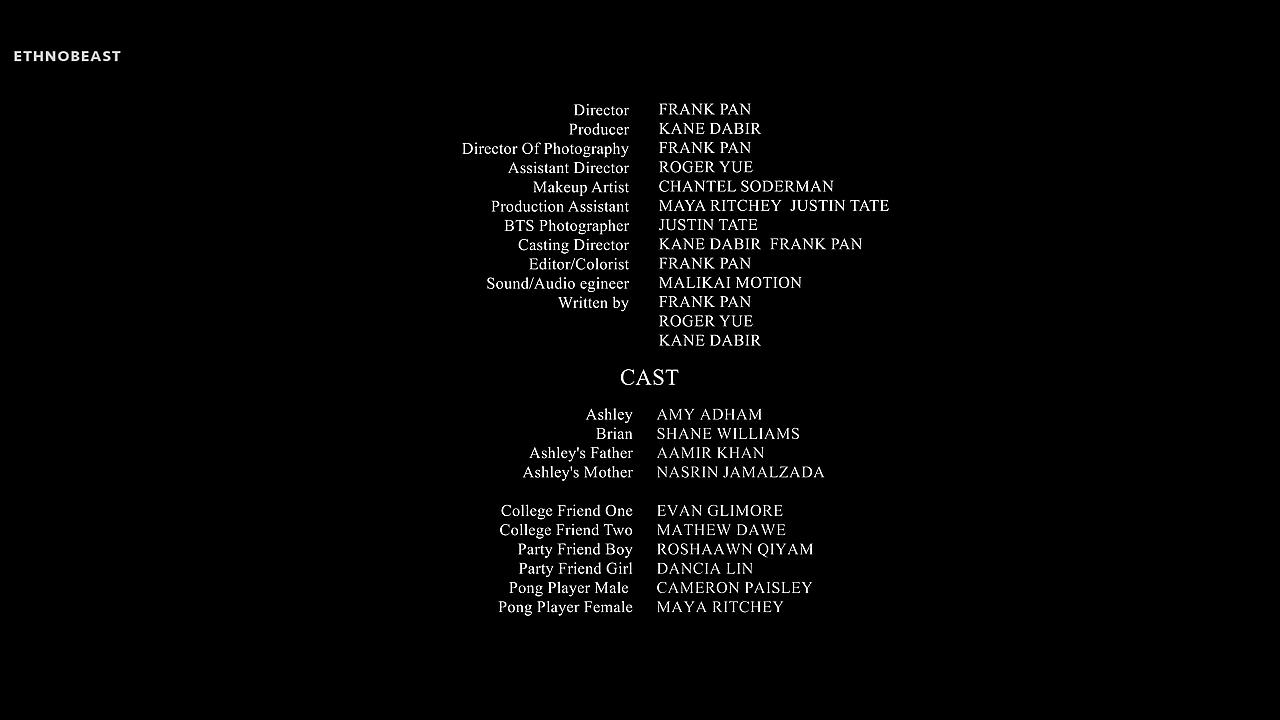 ETHNOBEAST
Director FRANK PAN
Producer KANE DABIR
Director Of Photography FRANK PAN
Assistant Director ROGER YUE
Makeup Artist CHANTEL SODERMAN
Production Assistant MAYA RITCHEY JUSTIN TATE
BTS Photographer JUSTIN TATE
Casting Director KANE DABIR FRANK PAN
Editor/Colorist FRANK PAN
Sound/Audio egineer MALIKAI MOTION
Written by FRANK PAN
ROGER YUE
KANE DABIR
CAST
Ashley AMY ADHAM
Brian SHANE WILLIAMS
Ashley's Father AAMIR KHAN
Ashley's Mother NASRIN JAMALZADA
College Friend One EVAN GLIMORE
College Friend Two MATHEW DAWE
Party Friend Boy ROSHAAWN QIYAM
Party Friend Girl DANCIA LIN
Pong Player Male CAMERON PAISLEY
Pong Player Female MAYA RITCHEY